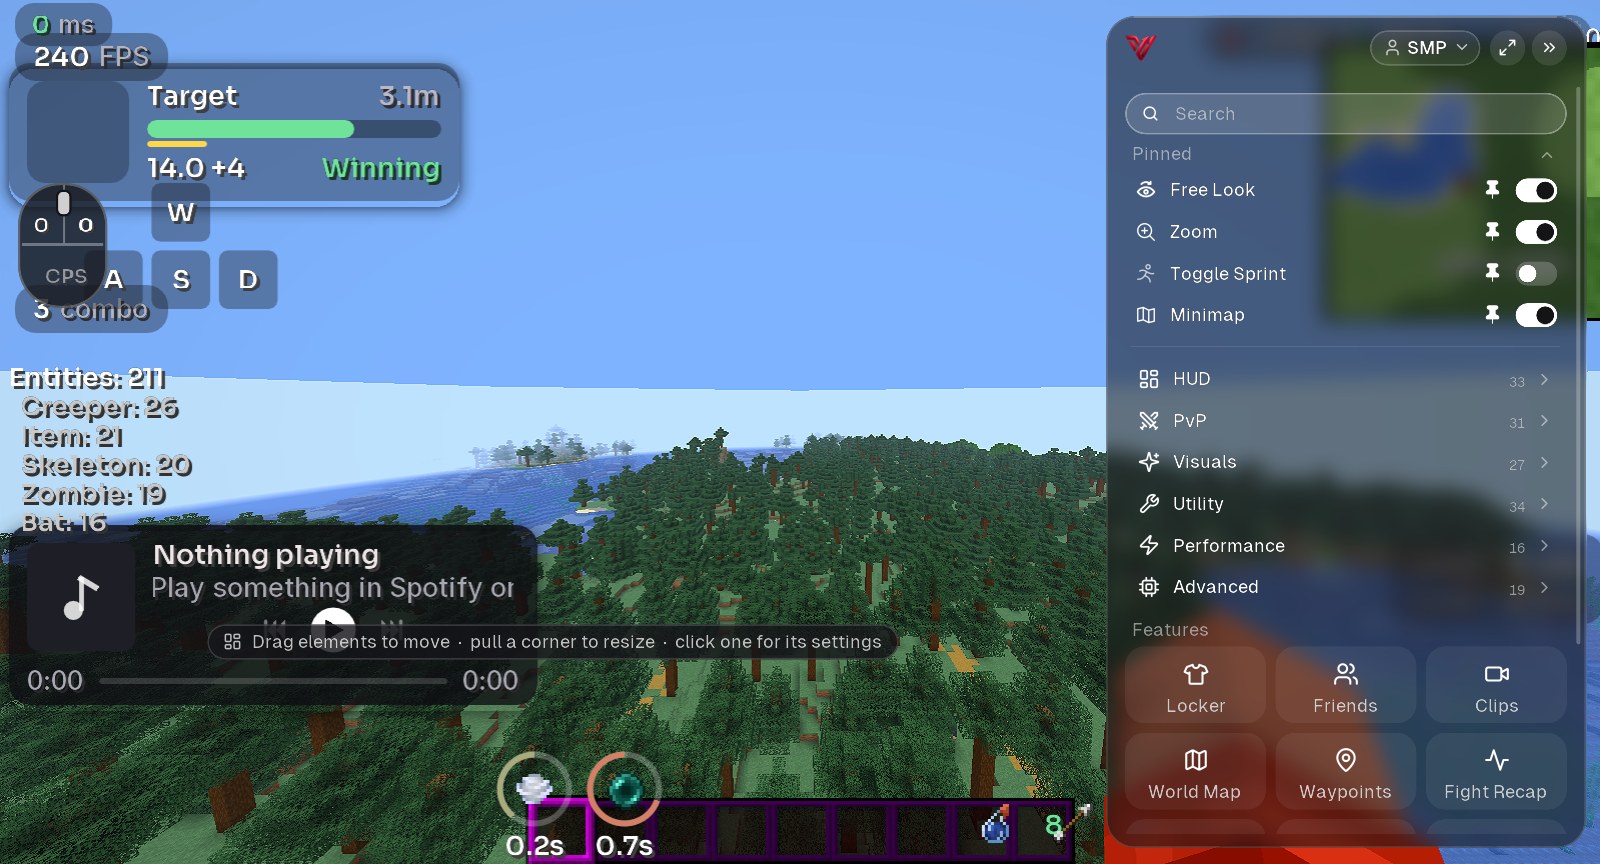 0 ms
240 FPS
Target 3.1m
14.0 +4 Winning
0 0
CPS
W
A S D
3 combo
Entities: 211
Creeper: 26
Item: 21
Skeleton: 20
Zombie: 19
Bat: 16
Nothing playing
Play something in Spotify or
Drag elements to move · pull a corner to resize · click one for its settings
0:00 0:00
0.2s 0.7s
8
SMP
Search
Pinned
Free Look
Zoom
Toggle Sprint
Minimap
HUD 33
PvP 31
Visuals 27
Utility 34
Performance 16
Advanced 19
Features
Locker Friends Clips
World Map Waypoints Fight Recap